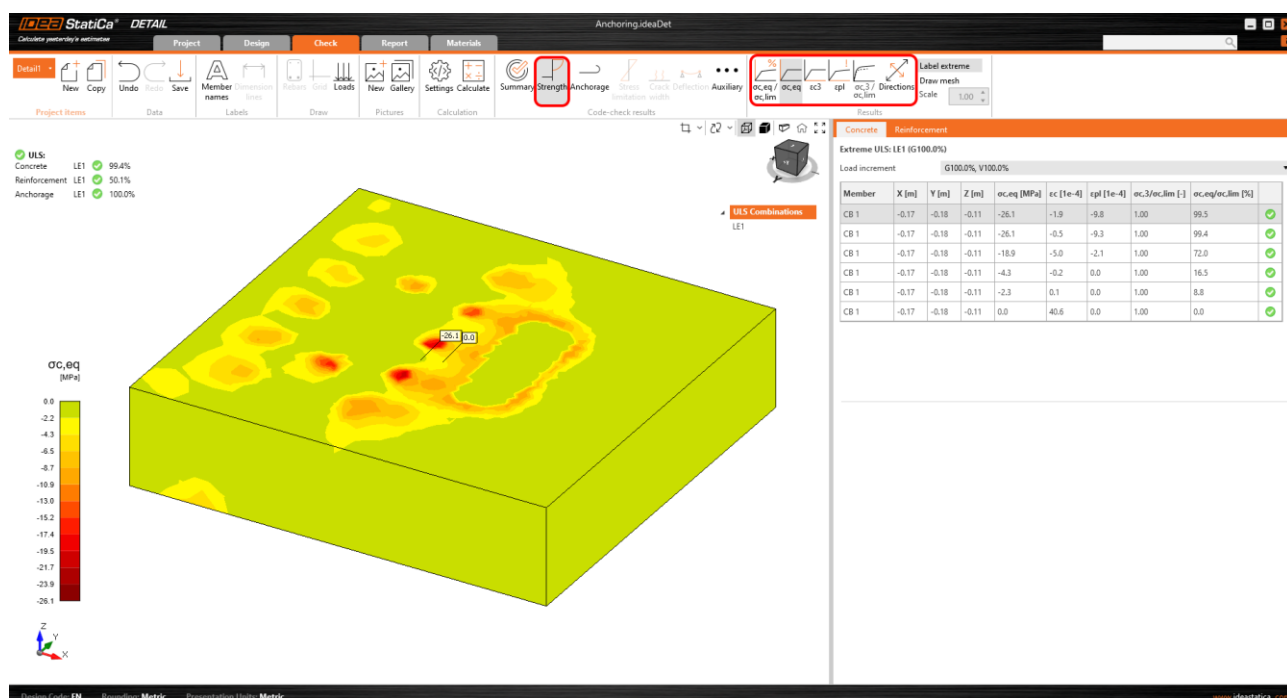 IDEA StatiCa® DETAIL
Calculate yesterday's estimates
Anchoring.ideaDet
Project Design Check Report Materials
Detail1
New Copy Undo Redo Save Member names Dimension lines Rebars Grid Loads New Gallery Settings Calculate Summary Strength Anchorage Stress limitation Crack width Deflection Auxiliary σc,eq / σc,lim σc,eq εc3 εpl σc,3 / σc,lim Directions
Label extreme
Draw mesh
Scale 1.00
Project items Data Labels Draw Pictures Calculation Code-check results Results
ULS:
Concrete LE1 99.4%
Reinforcement LE1 50.1%
Anchorage LE1 100.0%
ULS Combinations
LE1
-26.1 0.0
σc,eq
[MPa]
0.0
-2.2
-4.3
-6.5
-8.7
-10.9
-13.0
-15.2
-17.4
-19.5
-21.7
-23.9
-26.1
Z
Y
X
Concrete Reinforcement
Extreme ULS: LE1 (G100.0%)
Load increment G100.0%, V100.0%
Member X [m] Y [m] Z [m] σc,eq [MPa] εc [1e-4] εpl [1e-4] σc,3/σc,lim [-] σc,eq/σc,lim [%]
CB 1 -0.17 -0.18 -0.11 -26.1 -1.9 -9.8 1.00 99.5
CB 1 -0.17 -0.18 -0.11 -26.1 -0.5 -9.3 1.00 99.4
CB 1 -0.17 -0.18 -0.11 -18.9 -5.0 -2.1 1.00 72.0
CB 1 -0.17 -0.18 -0.11 -4.3 -0.2 0.0 1.00 16.5
CB 1 -0.17 -0.18 -0.11 -2.3 0.1 0.0 1.00 8.8
CB 1 -0.17 -0.18 -0.11 0.0 40.6 0.0 1.00 0.0
Design Code: EN Rounding: Metric Presentation Units: Metric